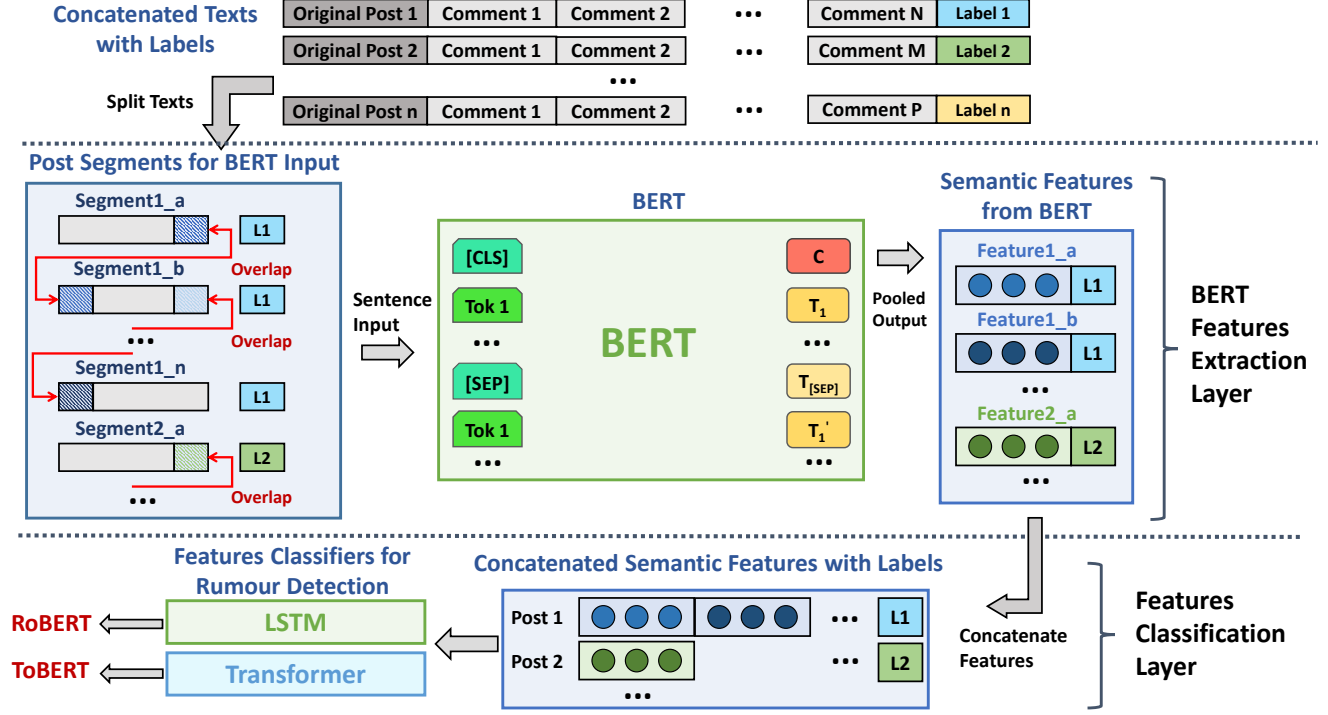 Concatenated Texts
with Labels
Original Post 1 Comment 1 Comment 2 ... Comment N Label 1
Original Post 2 Comment 1 Comment 2 ... Comment M Label 2
...
Original Post n Comment 1 Comment 2 ... Comment P Label n
Split Texts
Post Segments for BERT Input
Segment1_a
L1
Overlap
Segment1_b
L1
...
Overlap
Segment1_n
L1
Segment2_a
L2
...
Overlap
Sentence
Input
BERT
[CLS]
Tok 1
...
[SEP]
Tok 1
...
BERT
C
T1
...
T[SEP]
T1'
...
Pooled
Output
Semantic Features
from BERT
Feature1_a
L1
Feature1_b
L1
...
Feature2_a
L2
...
BERT
Features
Extraction
Layer
Features Classifiers for
Rumour Detection
RoBERT
LSTM
ToBERT
Transformer
Concatenated Semantic Features with Labels
Post 1 ... L1
Post 2 ... L2
...
Concatenate
Features
Features
Classification
Layer